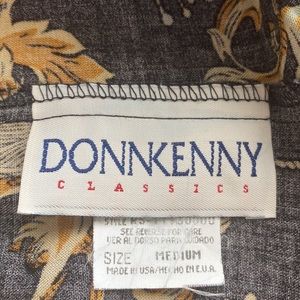 DONNKENNY
CLASSICS
SEE REVERSE FOR CARE
VER AL DORSO PARA CUIDADO
SIZE MEDIUM
MADE IN USA/HECHO EN E.U.A.